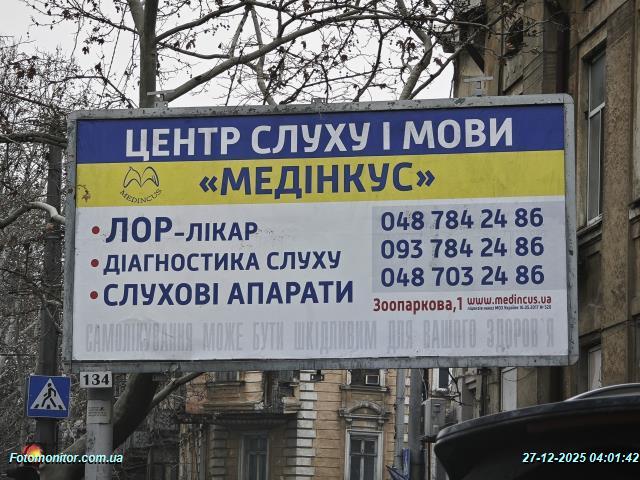 ЦЕНТР СЛУХУ І МОВИ
«МЕДІНКУС»
MEDINCUS
• ЛОР-ЛІКАР
• ДІАГНОСТИКА СЛУХУ
• СЛУХОВІ АПАРАТИ
048 784 24 86
093 784 24 86
048 703 24 86
Зоопаркова,1 www.medincus.ua
САМОЛІКУВАННЯ МОЖЕ БУТИ ШКІДЛИВИМ ДЛЯ ВАШОГО ЗДОРОВ'Я
134
Fotomonitor.com.ua
27-12-2025 04:01:42